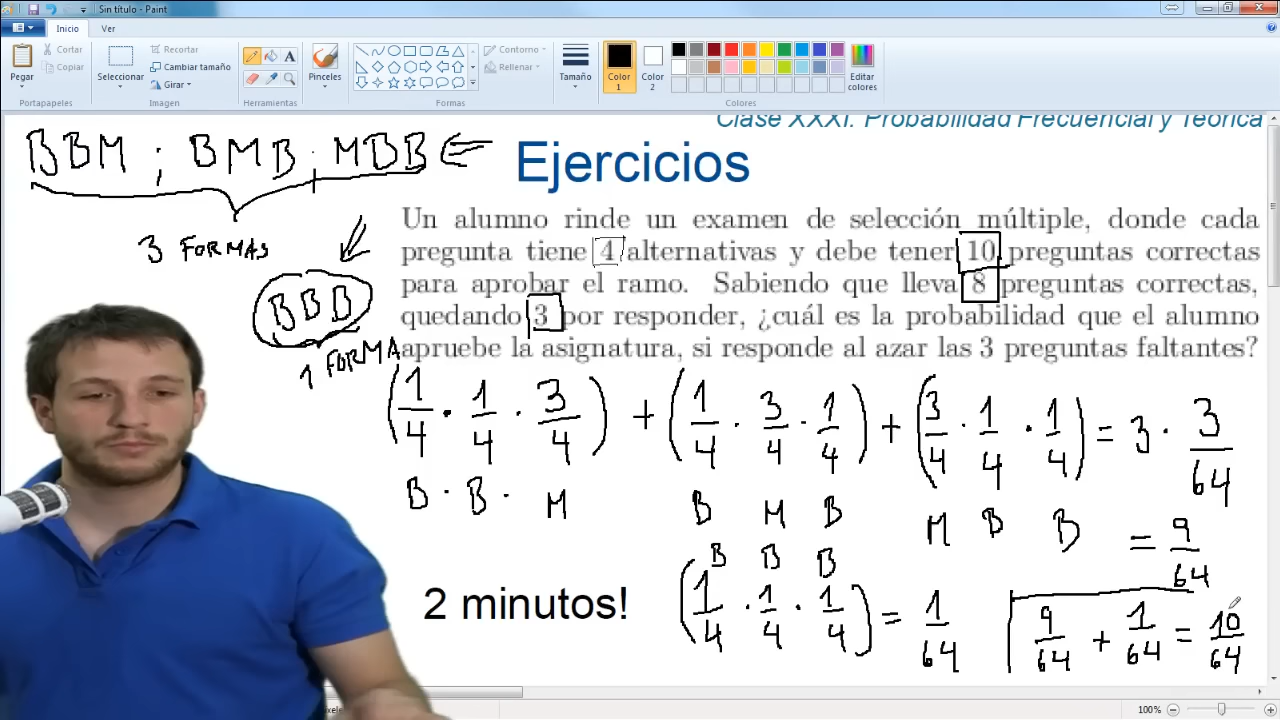 Sin título - Paint
Inicio Ver
Pegar
Cortar
Copiar
Portapapeles
Seleccionar
Recortar
Cambiar tamaño
Girar
Imagen
Herramientas
Pinceles
Contorno
Rellenar
Formas
Tamaño
Color 1
Color 2
Editar colores
Colores
Clase XXXI: Probabilidad Frecuencial y Teórica
BBM ; BMB ; MBB ⇐
3 FORMAS
BBB
1 FORMA
Ejercicios
Un alumno rinde un examen de selección múltiple, donde cada
pregunta tiene 4 alternativas y debe tener 10 preguntas correctas
para aprobar el ramo. Sabiendo que lleva 8 preguntas correctas,
quedando 3 por responder, ¿cuál es la probabilidad que el alumno
apruebe la asignatura, si responde al azar las 3 preguntas faltantes?
(1/4 · 1/4 · 3/4) + (1/4 · 3/4 · 1/4) + (3/4 · 1/4 · 1/4) = 3 · 3/64
B · B · M B M B M B B
= 9/64
B B B
2 minutos!
(1/4 · 1/4 · 1/4) = 1/64
9/64 + 1/64 = 10/64
100%